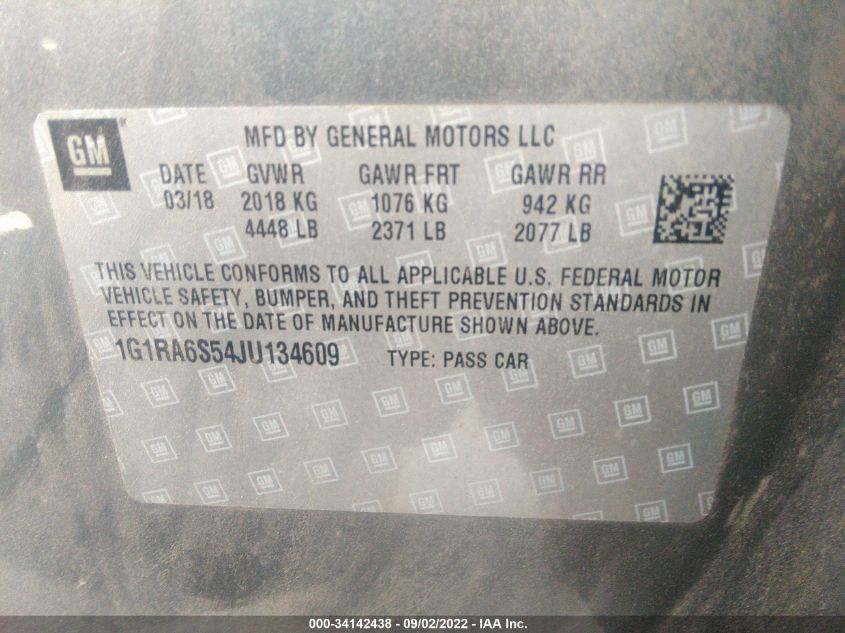 GM
MFD BY GENERAL MOTORS LLC
DATE GVWR GAWR FRT GAWR RR
03/18 2018 KG 1076 KG 942 KG
4448 LB 2371 LB 2077 LB
THIS VEHICLE CONFORMS TO ALL APPLICABLE U.S. FEDERAL MOTOR
VEHICLE SAFETY, BUMPER, AND THEFT PREVENTION STANDARDS IN
EFFECT ON THE DATE OF MANUFACTURE SHOWN ABOVE.
1G1RA6S54JU134609 TYPE: PASS CAR
000-34142438 - 09/02/2022 - IAA Inc.